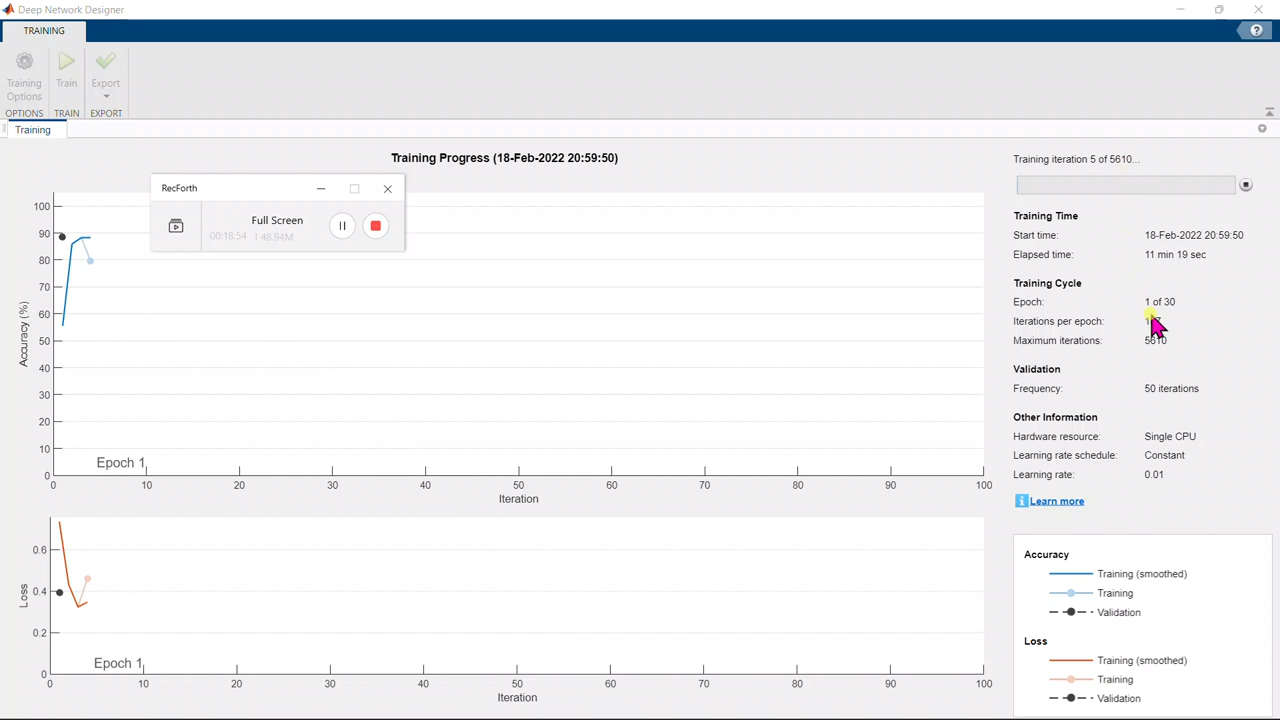 Deep Network Designer
TRAINING
?
Training
Options
Train
Export
OPTIONS
TRAIN
EXPORT
Training
Training Progress (18-Feb-2022 20:59:50)
RecForth
Full Screen
00:18:54 | 48.94M
100
90
80
70
60
50
40
30
20
10
0
Accuracy (%)
Epoch 1
0 10 20 30 40 50 60 70 80 90 100
Iteration
0.6
0.4
0.2
0
Loss
Epoch 1
0 10 20 30 40 50 60 70 80 90 100
Iteration
Training iteration 5 of 5610...
Training Time
Start time: 18-Feb-2022 20:59:50
Elapsed time: 11 min 19 sec
Training Cycle
Epoch: 1 of 30
Iterations per epoch:
Maximum iterations: 5610
Validation
Frequency: 50 iterations
Other Information
Hardware resource: Single CPU
Learning rate schedule: Constant
Learning rate: 0.01
i Learn more
Accuracy
Training (smoothed)
Training
Validation
Loss
Training (smoothed)
Training
Validation